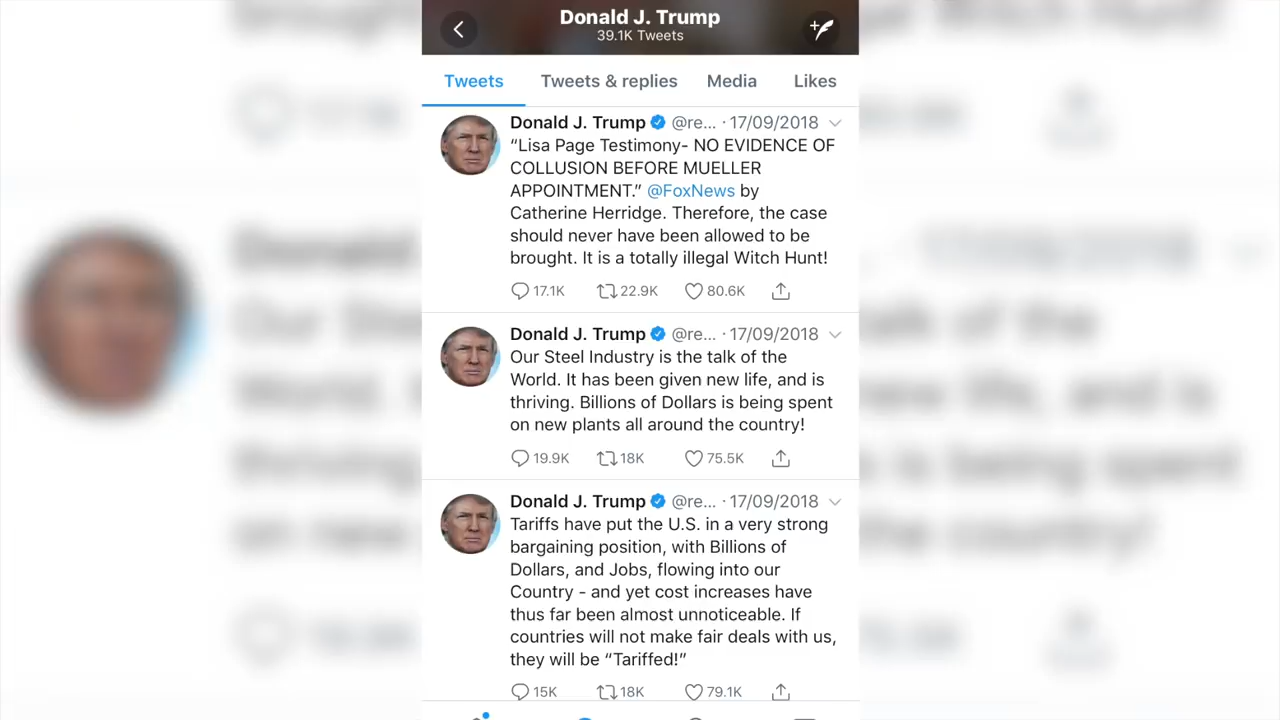 Donald J. Trump
39.1K Tweets
Tweets Tweets & replies Media Likes
Donald J. Trump @re... · 17/09/2018
“Lisa Page Testimony- NO EVIDENCE OF
COLLUSION BEFORE MUELLER
APPOINTMENT.” @FoxNews by
Catherine Herridge. Therefore, the case
should never have been allowed to be
brought. It is a totally illegal Witch Hunt!
17.1K 22.9K 80.6K
Donald J. Trump @re... · 17/09/2018
Our Steel Industry is the talk of the
World. It has been given new life, and is
thriving. Billions of Dollars is being spent
on new plants all around the country!
19.9K 18K 75.5K
Donald J. Trump @re... · 17/09/2018
Tariffs have put the U.S. in a very strong
bargaining position, with Billions of
Dollars, and Jobs, flowing into our
Country - and yet cost increases have
thus far been almost unnoticeable. If
countries will not make fair deals with us,
they will be “Tariffed!”
15K 18K 79.1K